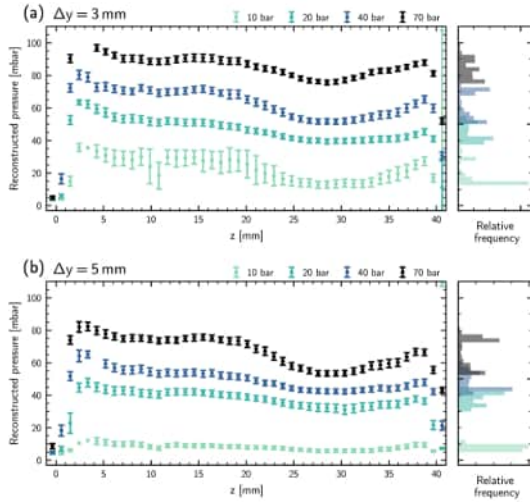 (a) Δy = 3 mm
10 bar 20 bar 40 bar 70 bar
Reconstructed pressure [mbar]
100
80
60
40
20
0
0 5 10 15 20 25 30 35 40
z [mm]
Relative
frequency
(b) Δy = 5 mm
10 bar 20 bar 40 bar 70 bar
Reconstructed pressure [mbar]
100
80
60
40
20
0
0 5 10 15 20 25 30 35 40
z [mm]
Relative
frequency